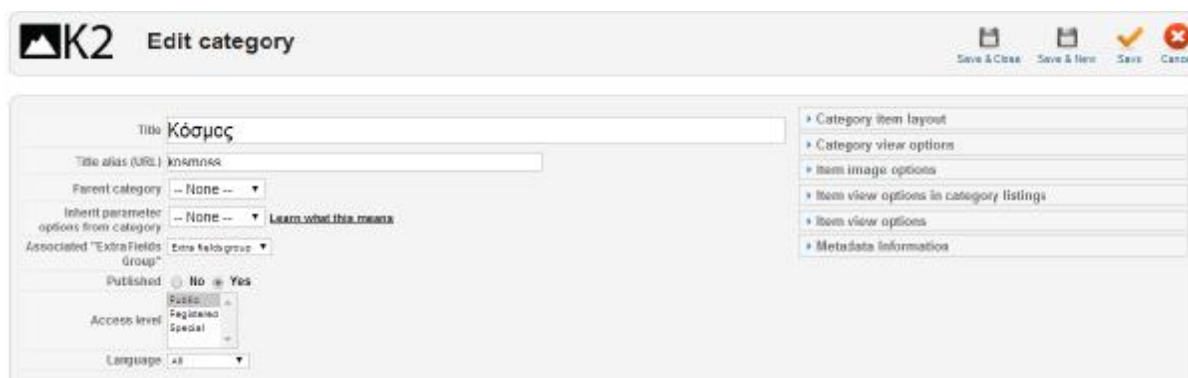 K2 Edit category
Save & Close Save & New Save Cance
Title Κόσμος
Title alias (URL) kosmoss
Parent category -- None --
Inherit parameter
options from category -- None -- Learn what this means
Associated "Extra Fields
Group" Extra fields group
Published No Yes
Access level Public
Registered
Special
Language All
Category item layout
Category view options
Item image options
Item view options in category listings
Item view options
Metadata Information